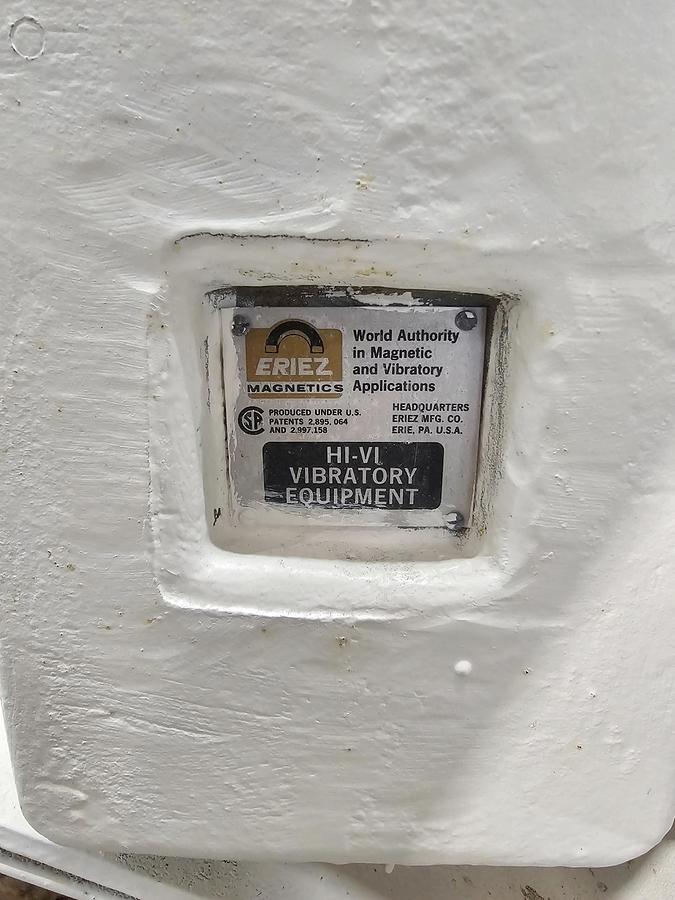 ERIEZ
MAGNETICS
World Authority
in Magnetic
and Vibratory
Applications
SA
PRODUCED UNDER U.S.
PATENTS 2,895, 064
AND 2,997,158
HEADQUARTERS
ERIEZ MFG. CO.
ERIE, PA. U.S.A.
HI-VI
VIBRATORY
EQUIPMENT